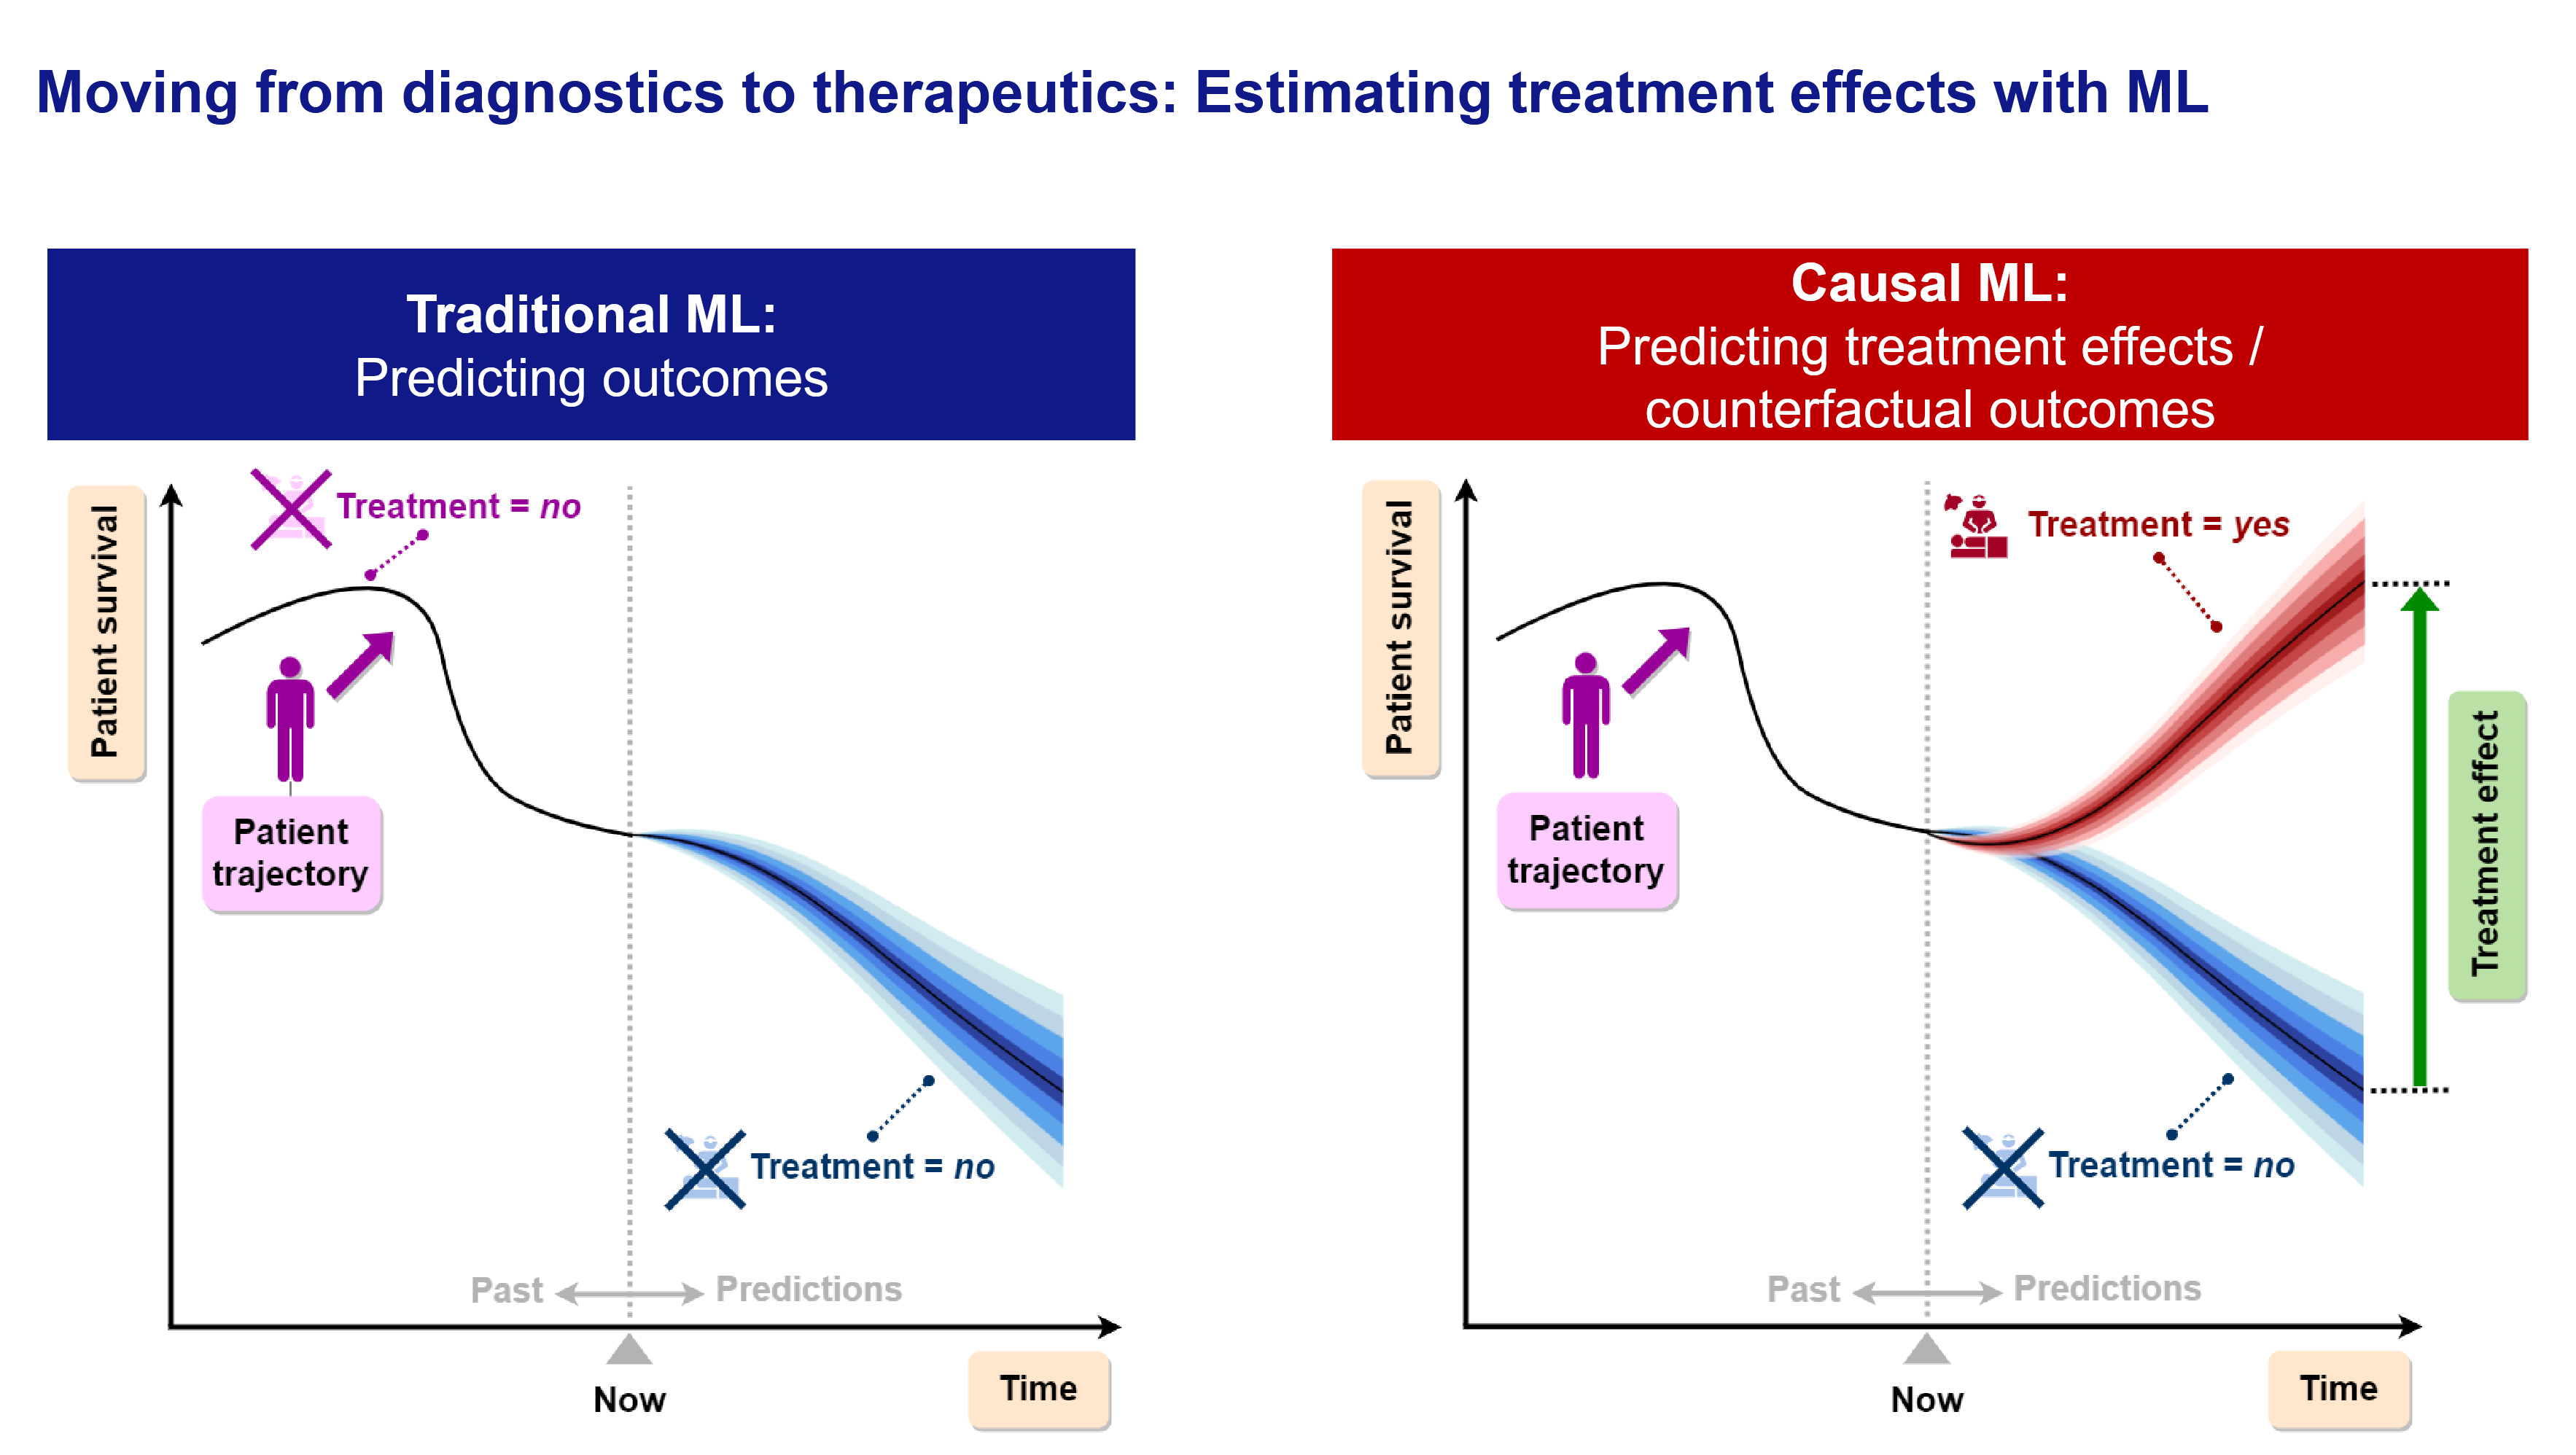 Moving from diagnostics to therapeutics: Estimating treatment effects with ML
Traditional ML:
Predicting outcomes
Patient survival
Treatment = no
Patient
trajectory
Treatment = no
Past
Predictions
Now
Time
Causal ML:
Predicting treatment effects /
counterfactual outcomes
Patient survival
Treatment = yes
Patient
trajectory
Treatment effect
Treatment = no
Past
Predictions
Now
Time